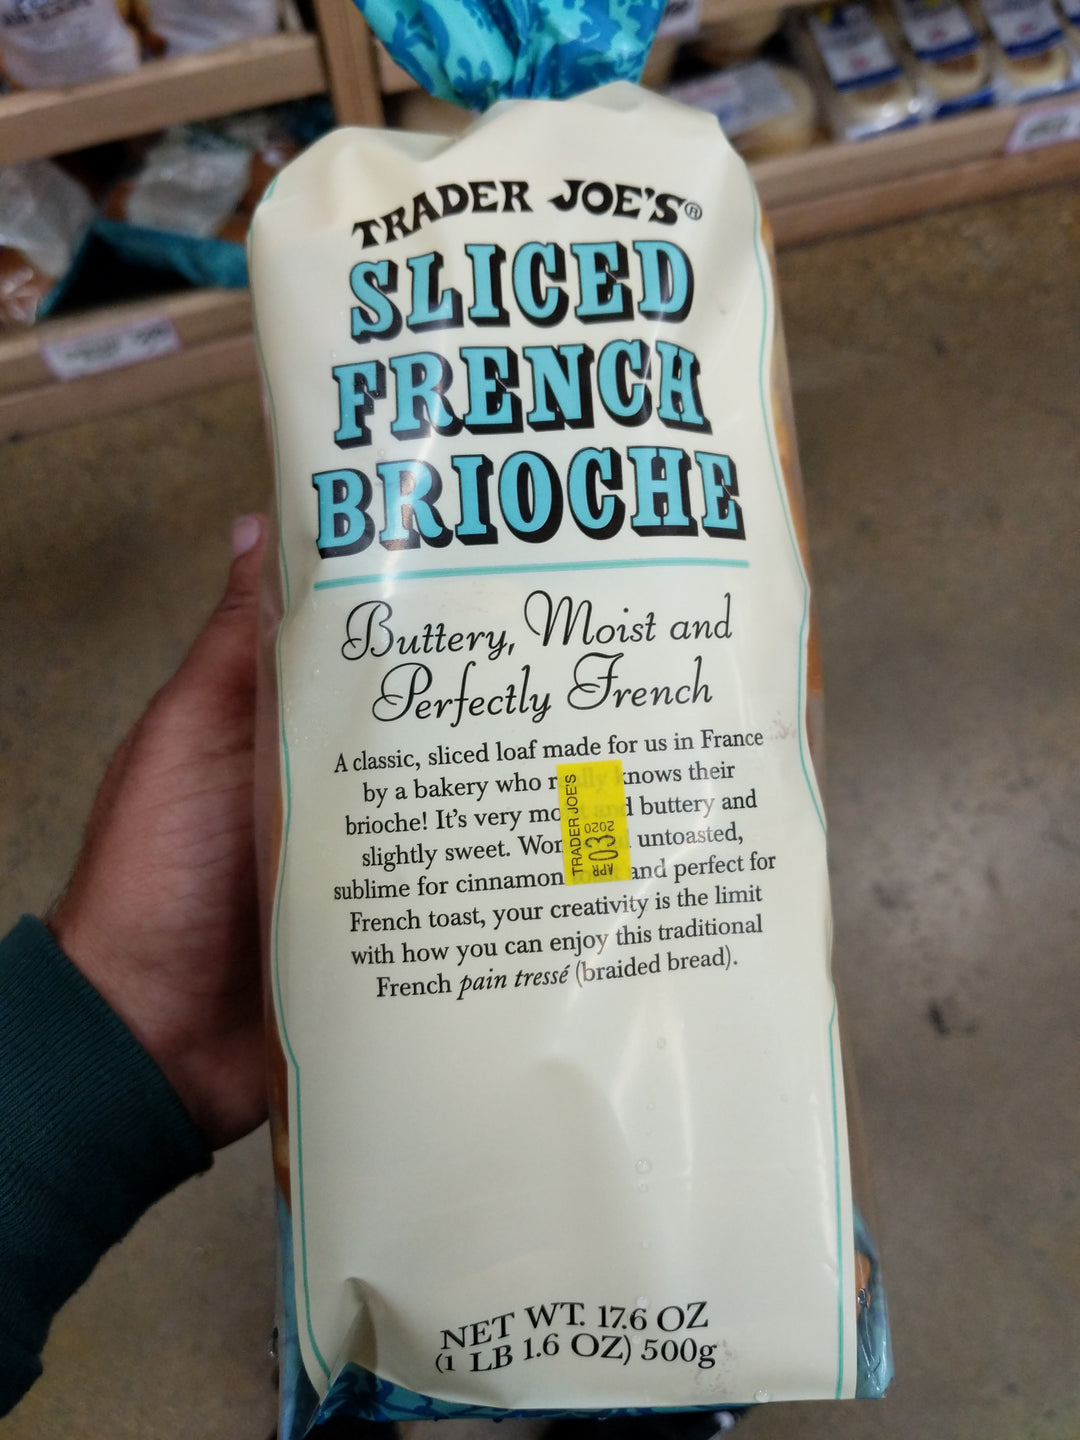 TRADER JOE'S®
SLICED
FRENCH
BRIOCHE
Buttery, Moist and
Perfectly French
A classic, sliced loaf made for us in France
by a bakery who really knows their
brioche! It's very and buttery and
slightly sweet. untoasted,
sublime for cinnamon and perfect for
French toast, your creativity is the limit
with how you can enjoy this traditional
French pain tressé (braided bread).
TRADER JOE'S
APR 03 2020
NET WT. 17.6 OZ
(1 LB 1.6 OZ) 500g